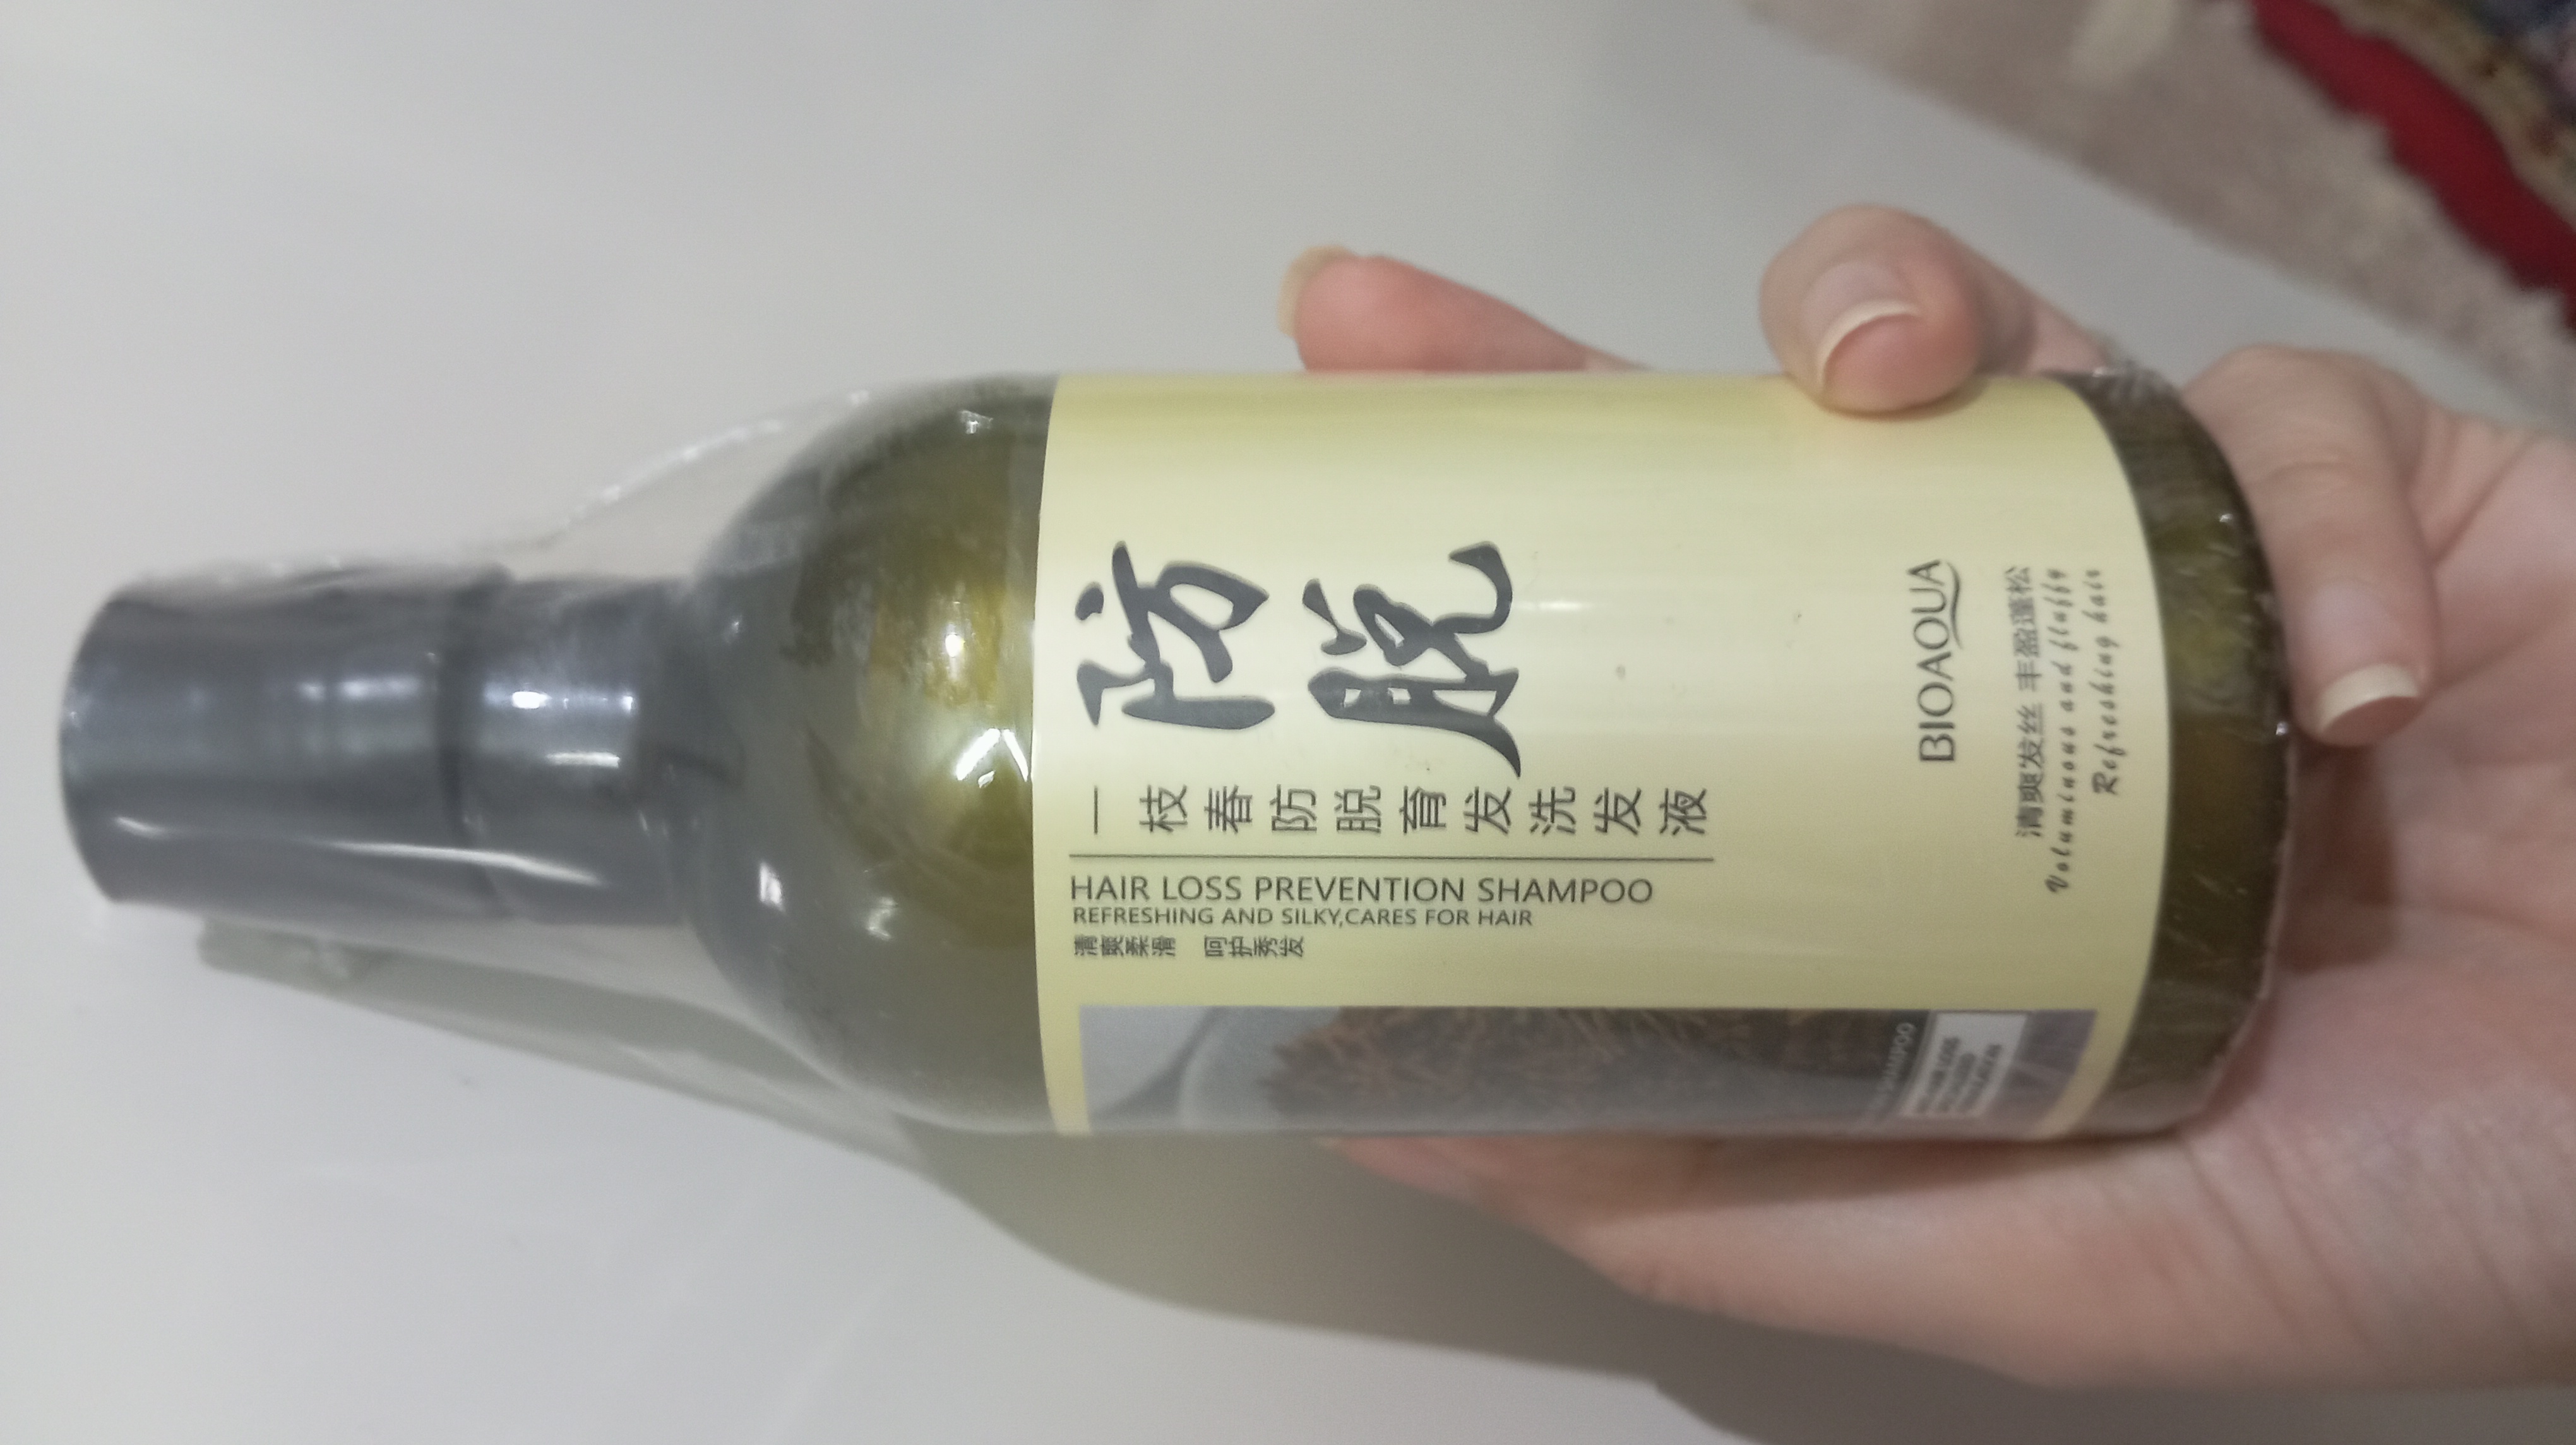 防脱
一枝春防脱育发洗发液
HAIR LOSS PREVENTION SHAMPOO
REFRESHING AND SILKY,CARES FOR HAIR
清爽柔滑 呵护秀发
SHAMPOO
BIOAQUA
清爽发丝 丰盈蓬松
Voluminous and fluffy
Refreshing hair